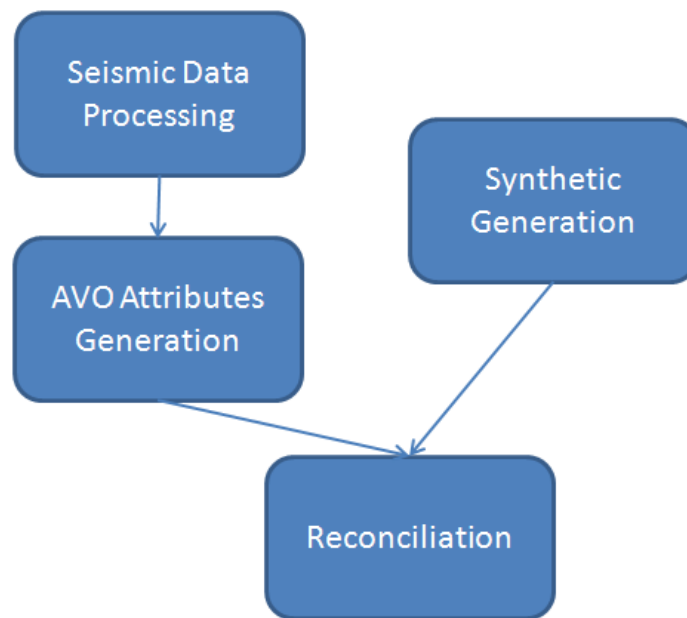 Seismic Data
Processing
Synthetic
Generation
AVO Attributes
Generation
Reconciliation